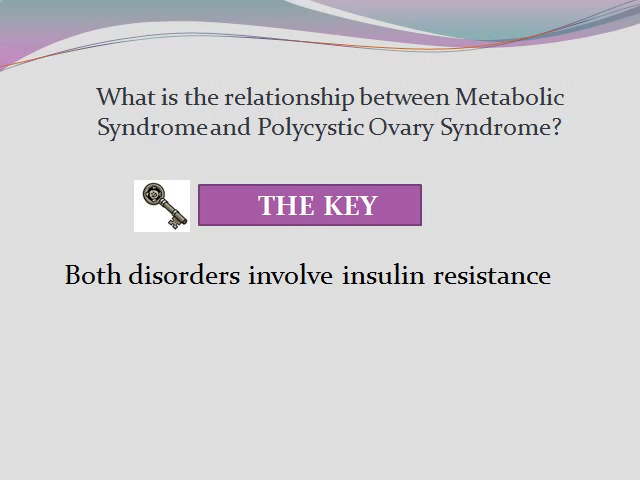 What is the relationship between Metabolic
Syndrome and Polycystic Ovary Syndrome?
THE KEY
Both disorders involve insulin resistance